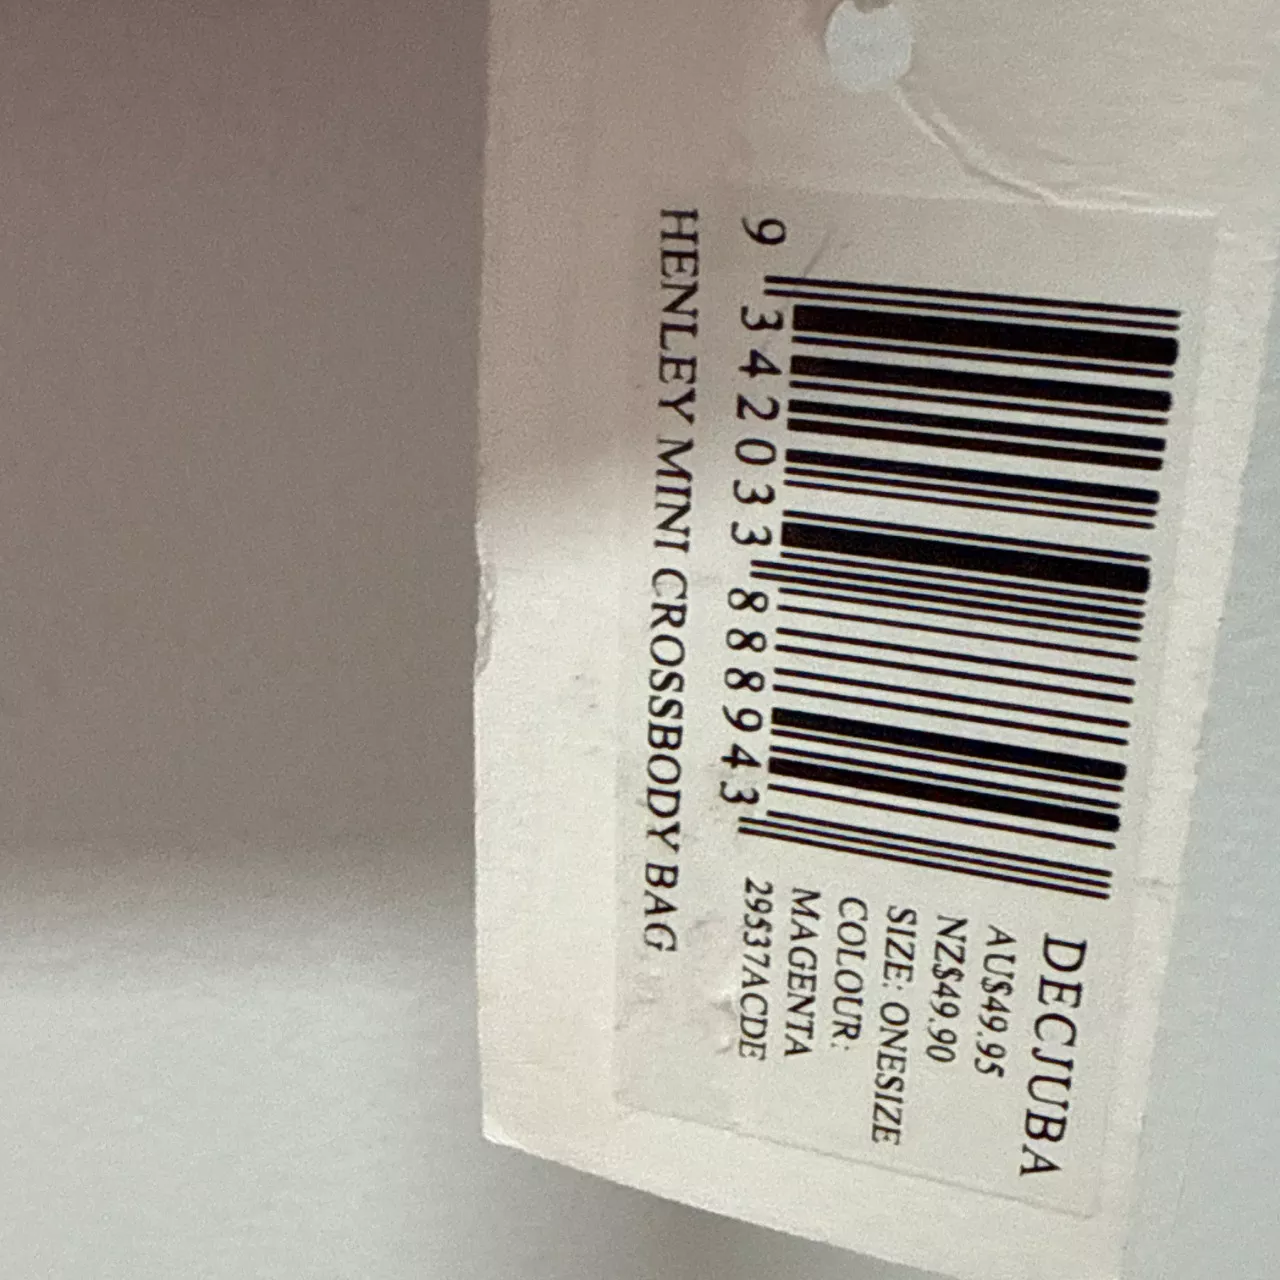 DECJUBA
AU$49.95
NZ$49.90
SIZE: ONESIZE
COLOUR:
MAGENTA
29537ACDE
9 342033 888943
HENLEY MINI CROSSBODY BAG